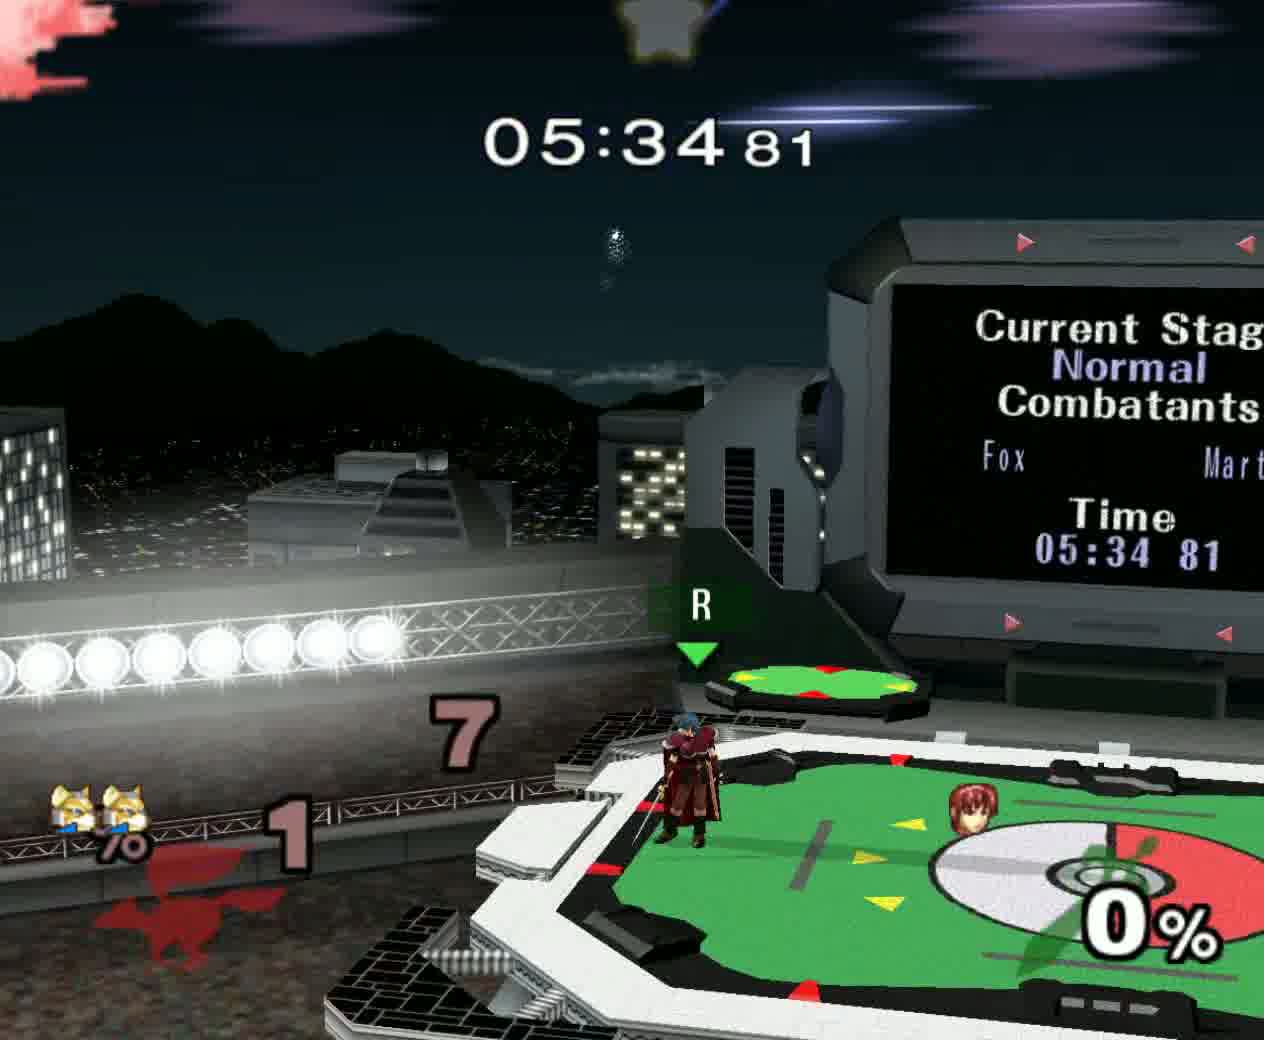 05:34 81
Current Stag
Normal
Combatants
Fox Mart
Time
05:34 81
R
7
1
%
0%